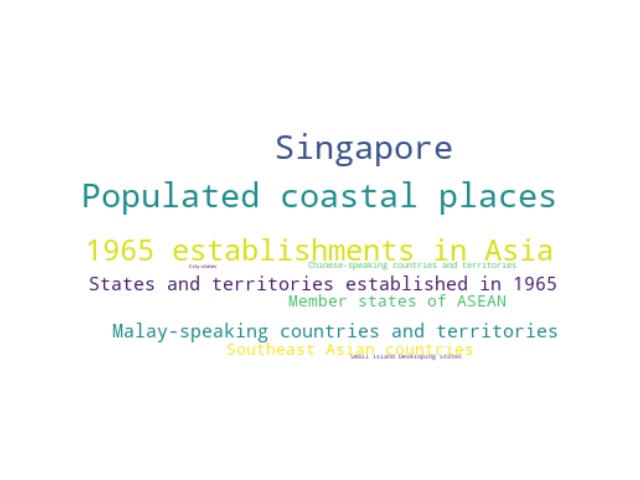 Singapore
Populated coastal places
1965 establishments in Asia
Chinese-speaking countries and territories
City-states
States and territories established in 1965
Member states of ASEAN
Malay-speaking countries and territories
Southeast Asian countries
Small Island Developing States